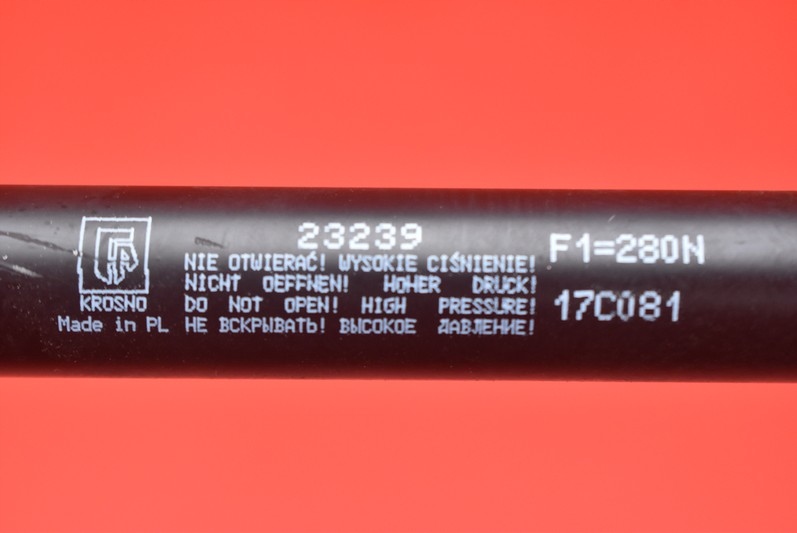 23239
KROSNO
Made in PL
NIE OTWIERAĆ! WYSOKIE CIŚNIENIE!
NICHT OEFFNEN! HOHER DRUCK!
DO NOT OPEN! HIGH PRESSURE!
НЕ ВСКРЫВАТЬ! ВЫСОКОЕ ДАВЛЕНИЕ!
F1=280N
17C081